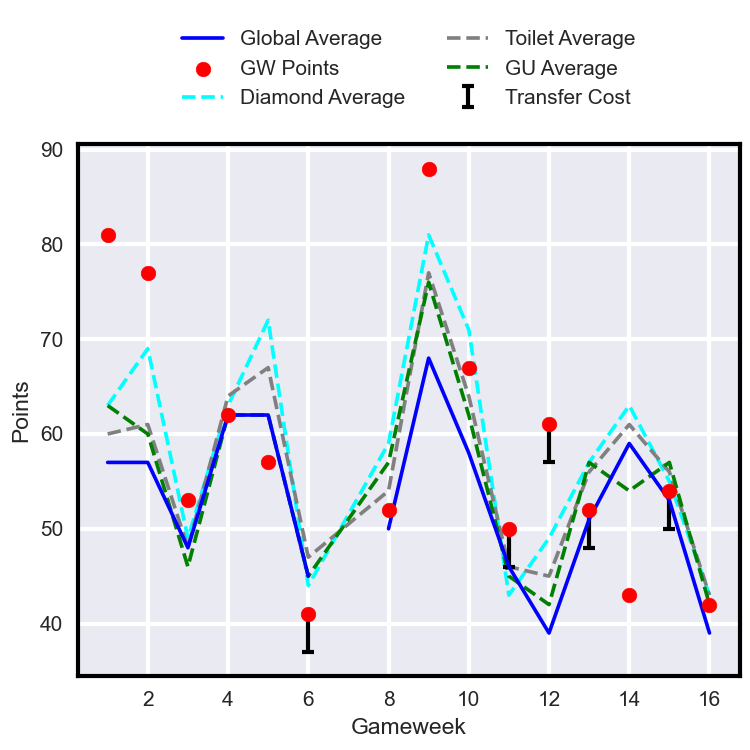 Global Average
GW Points
Diamond Average
Toilet Average
GU Average
Transfer Cost
90
80
70
60
50
40
Points
2 4 6 8 10 12 14 16
Gameweek